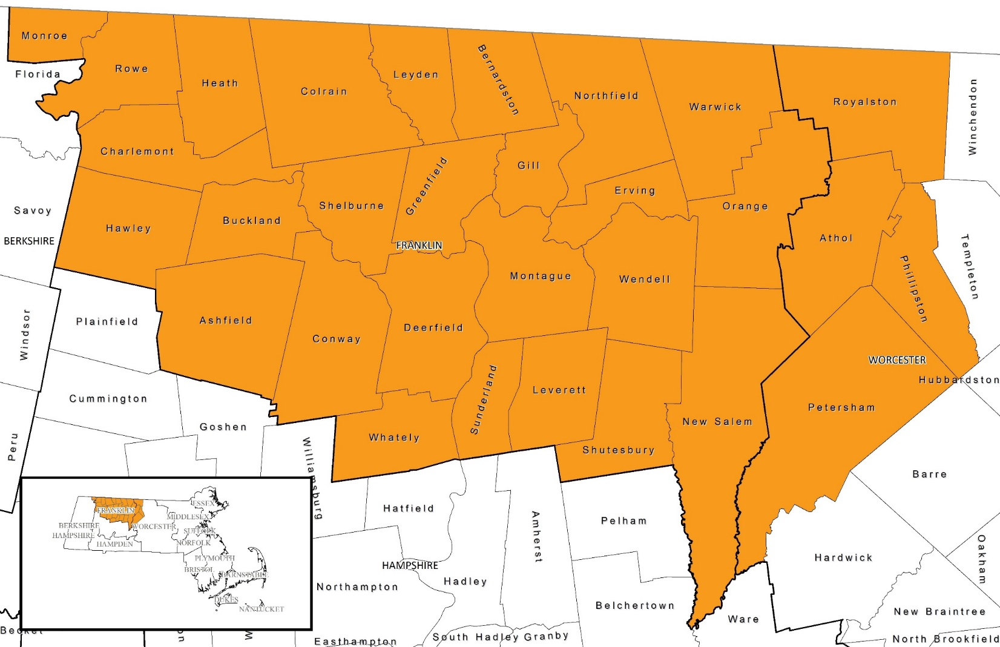 Monroe
Florida
Rowe
Heath
Colrain
Leyden
Bernardston
Northfield
Warwick
Royalston
Winchendon
Charlemont
Gill
Greenfield
Erving
Shelburne
Orange
Savoy
BERKSHIRE
Hawley
Buckland
FRANKLIN
Athol
Templeton
Phillipston
Montague
Wendell
Windsor
Plainfield
Ashfield
Conway
Deerfield
WORCESTER
Hubbardston
Cummington
Sunderland
Leverett
Petersham
Goshen
New Salem
Peru
Whately
Shutesbury
Williamsburg
Barre
Hatfield
Pelham
Amherst
Hardwick
Oakham
HAMPSHIRE
Hadley
Northampton
Belchertown
New Braintree
Ware
Becket
on
W
Easthampton
South Hadley
Granby
North Brookfield
ESSEX
FRANKLIN
MIDDLESEX
BERKSHIRE
WORCESTER
SUFFOLK
HAMPSHIRE
HAMPDEN
NORFOLK
PLYMOUTH
BRISTOL
BARNSTABLE
DUKES
NANTUCKET